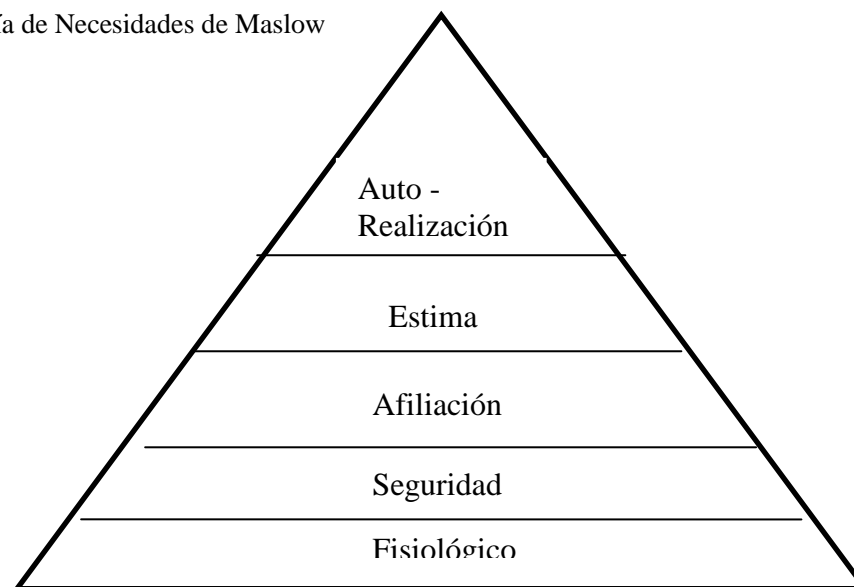 de Necesidades de Maslow
Auto -
Realización
Estima
Afiliación
Seguridad
Fisiológico